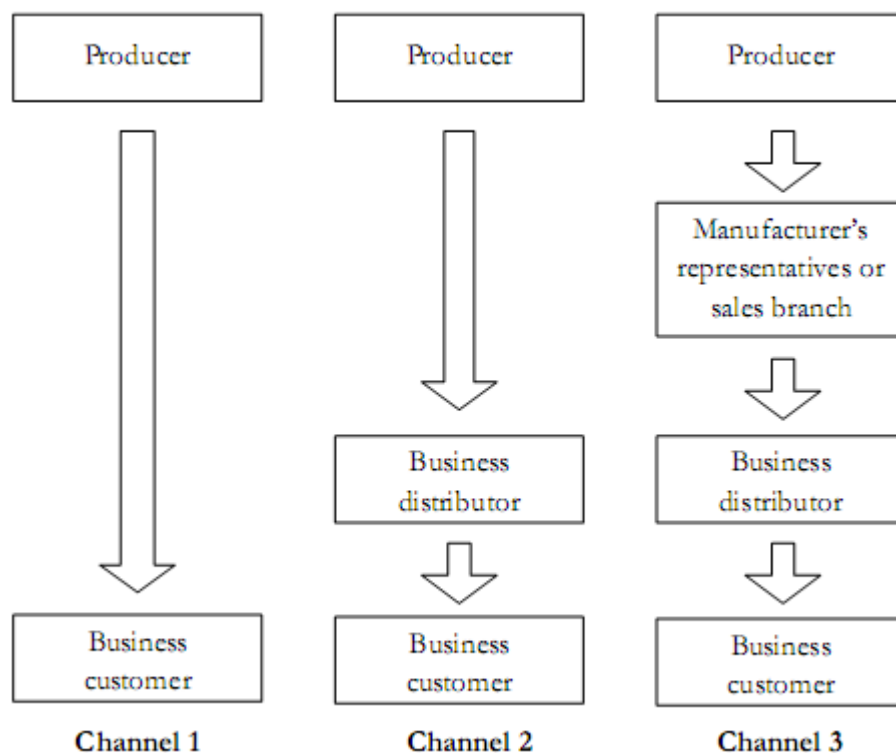 Producer
Producer
Producer
Manufacturer's
representatives or
sales branch
Business
distributor
Business
distributor
Business
customer
Business
customer
Business
customer
Channel 1
Channel 2
Channel 3